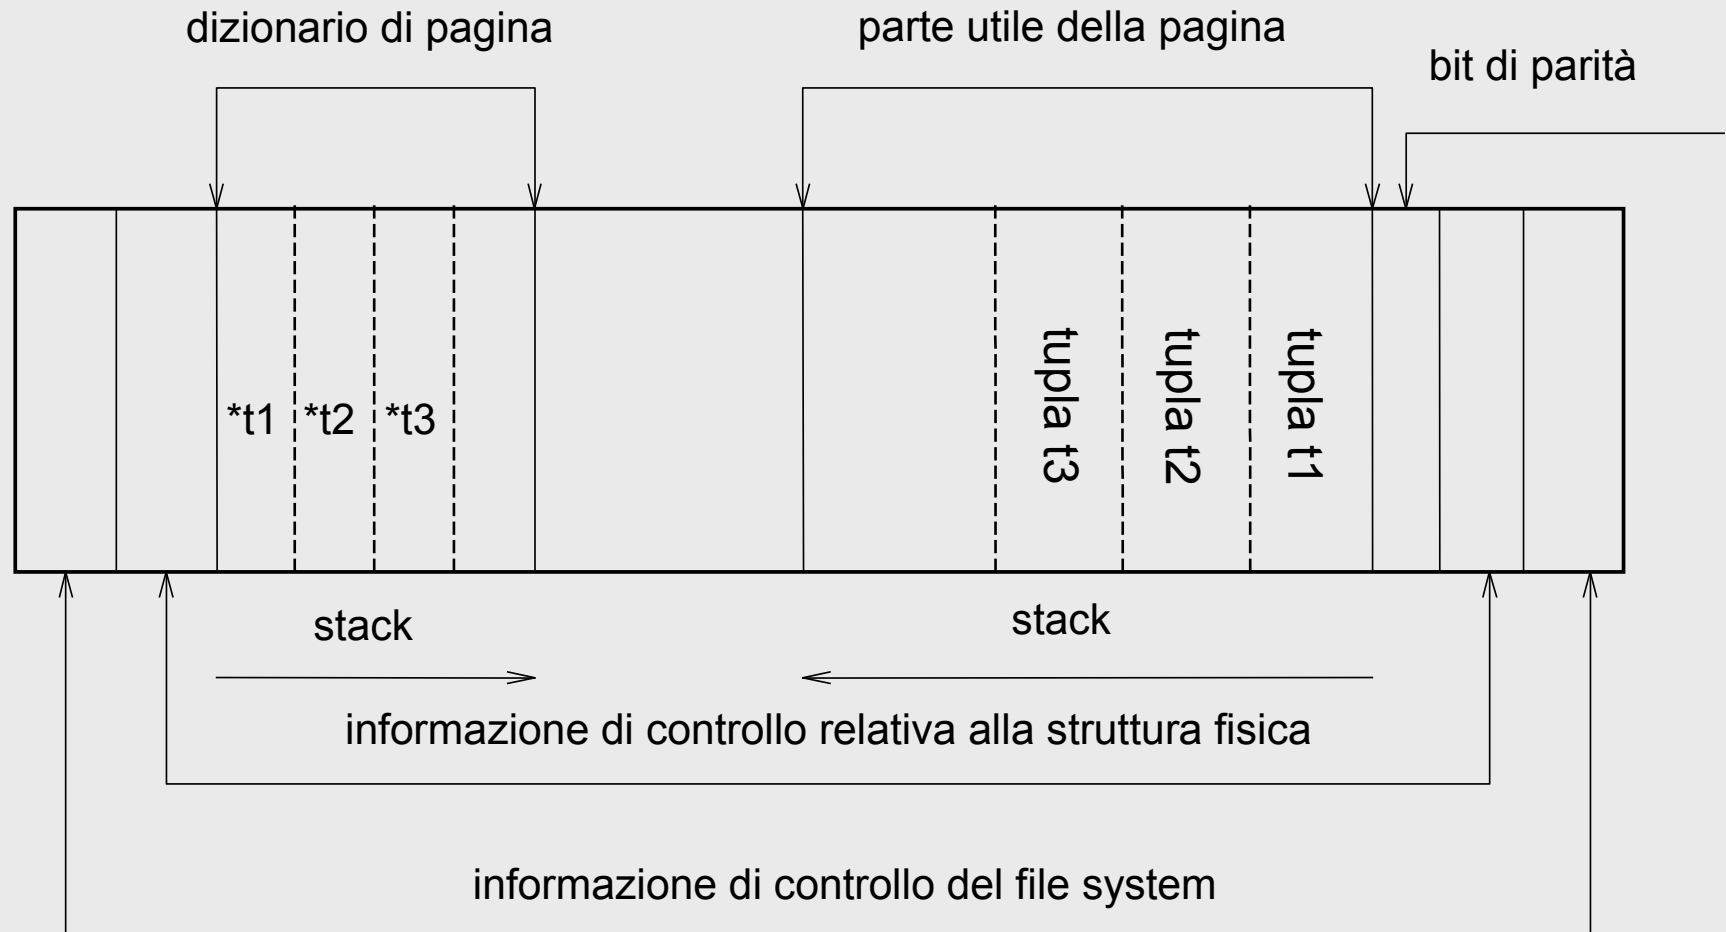 dizionario di pagina
parte utile della pagina
bit di parità
*t1
*t2
*t3
tupla t3
tupla t2
tupla t1
stack
stack
informazione di controllo relativa alla struttura fisica
informazione di controllo del file system